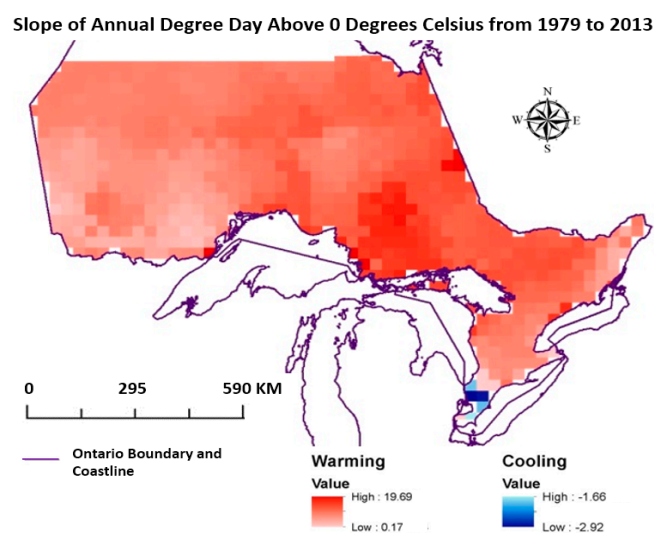 Slope of Annual Degree Day Above 0 Degrees Celsius from 1979 to 2013
N
W E
S
0 295 590 KM
Ontario Boundary and
Coastline
Warming
Value
High : 19.69
Low : 0.17
Cooling
Value
High : -1.66
Low : -2.92